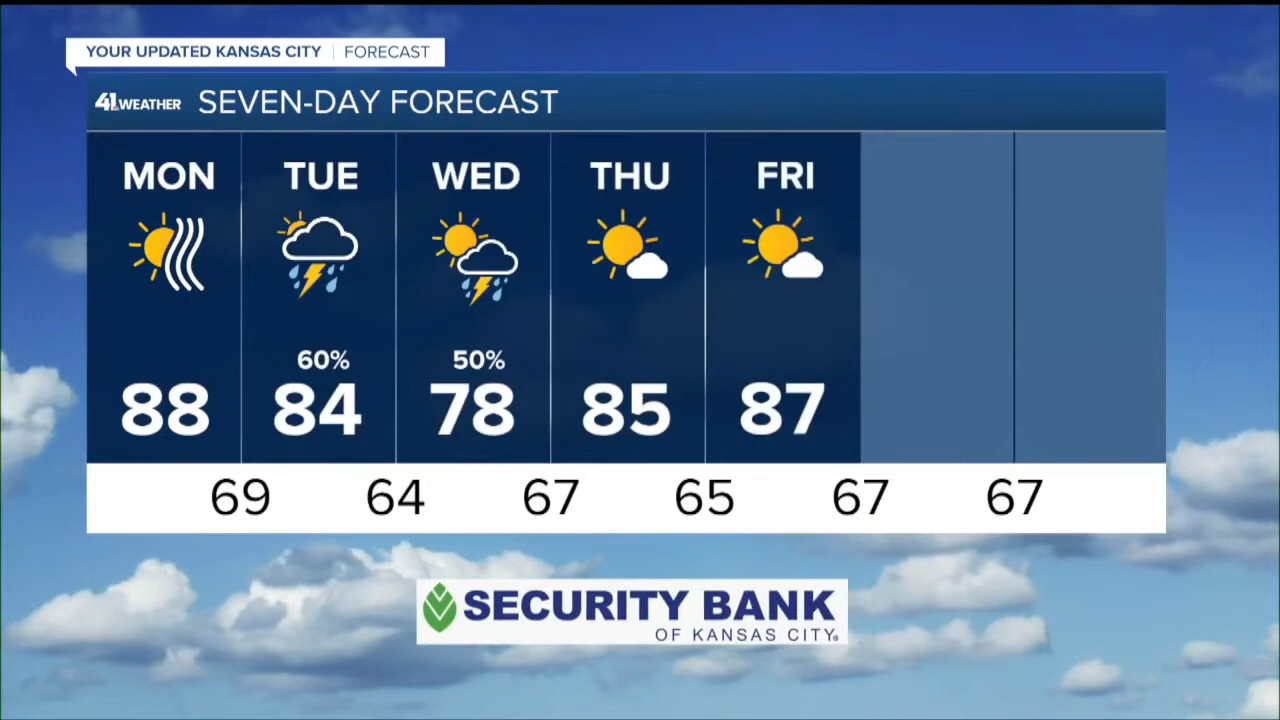 YOUR UPDATED KANSAS CITY | FORECAST
41 WEATHER SEVEN-DAY FORECAST
MON TUE WED THU FRI
60% 50%
88 84 78 85 87
69 64 67 65 67 67
SECURITY BANK
OF KANSAS CITY®